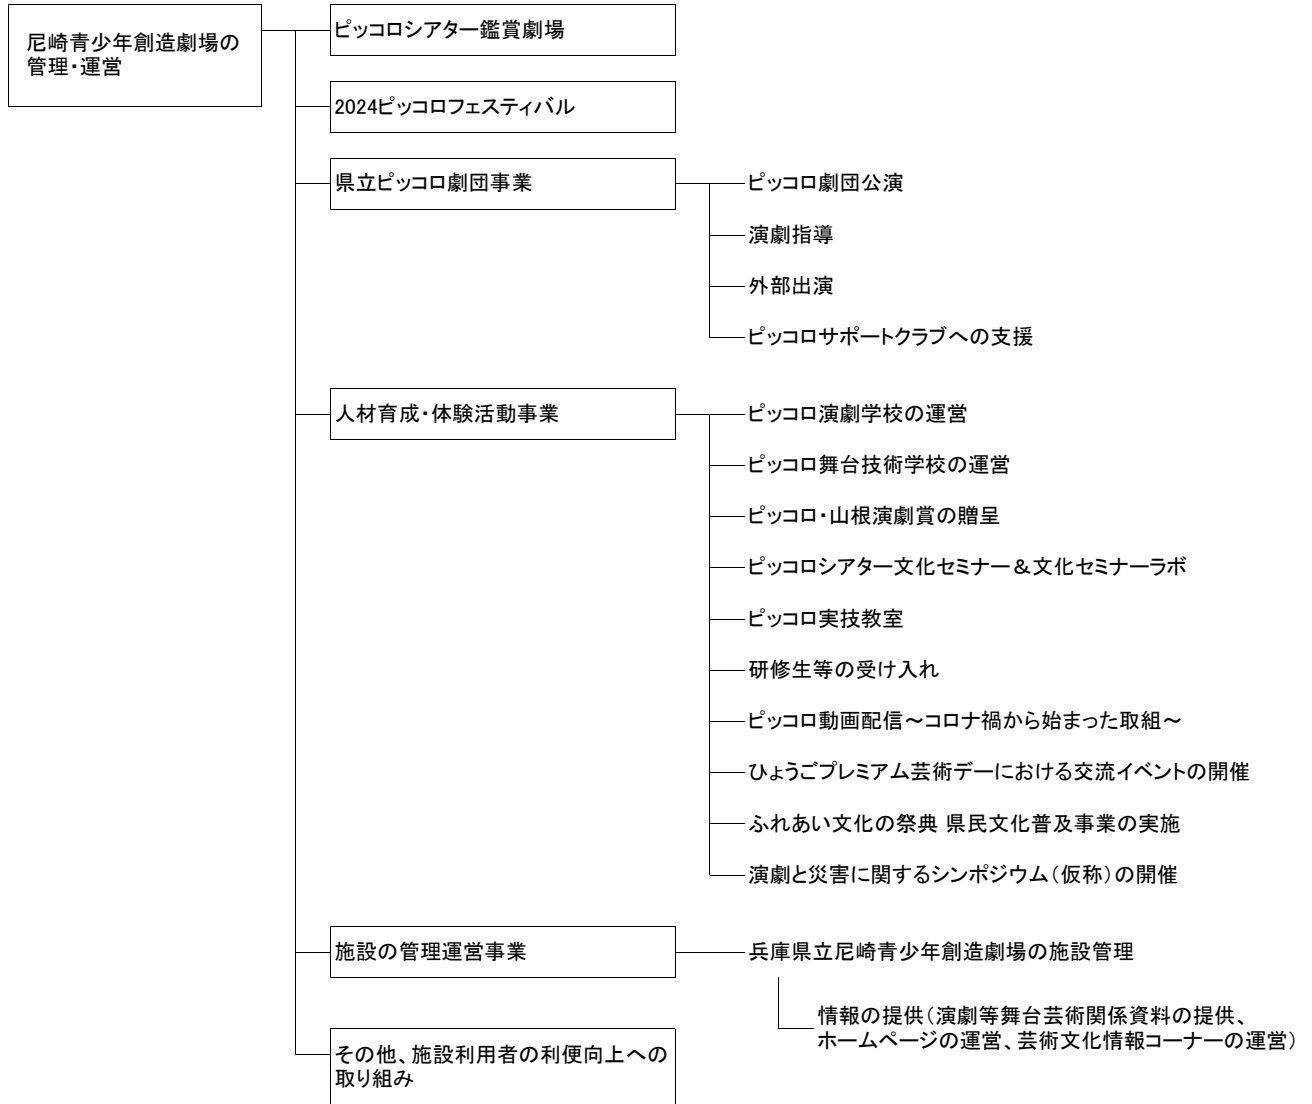 尼崎青少年創造劇場の
管理・運営
ピッコロシアター鑑賞劇場
2024ピッコロフェスティバル
県立ピッコロ劇団事業
ピッコロ劇団公演
演劇指導
外部出演
ピッコロサポートクラブへの支援
人材育成・体験活動事業
ピッコロ演劇学校の運営
ピッコロ舞台技術学校の運営
ピッコロ・山根演劇賞の贈呈
ピッコロシアター文化セミナー＆文化セミナーラボ
ピッコロ実技教室
研修生等の受け入れ
ピッコロ動画配信～コロナ禍から始まった取組～
ひょうごプレミアム芸術デーにおける交流イベントの開催
ふれあい文化の祭典 県民文化普及事業の実施
演劇と災害に関するシンポジウム（仮称）の開催
施設の管理運営事業
兵庫県立尼崎青少年創造劇場の施設管理
情報の提供（演劇等舞台芸術関係資料の提供、
ホームページの運営、芸術文化情報コーナーの運営）
その他、施設利用者の利便向上への
取り組み